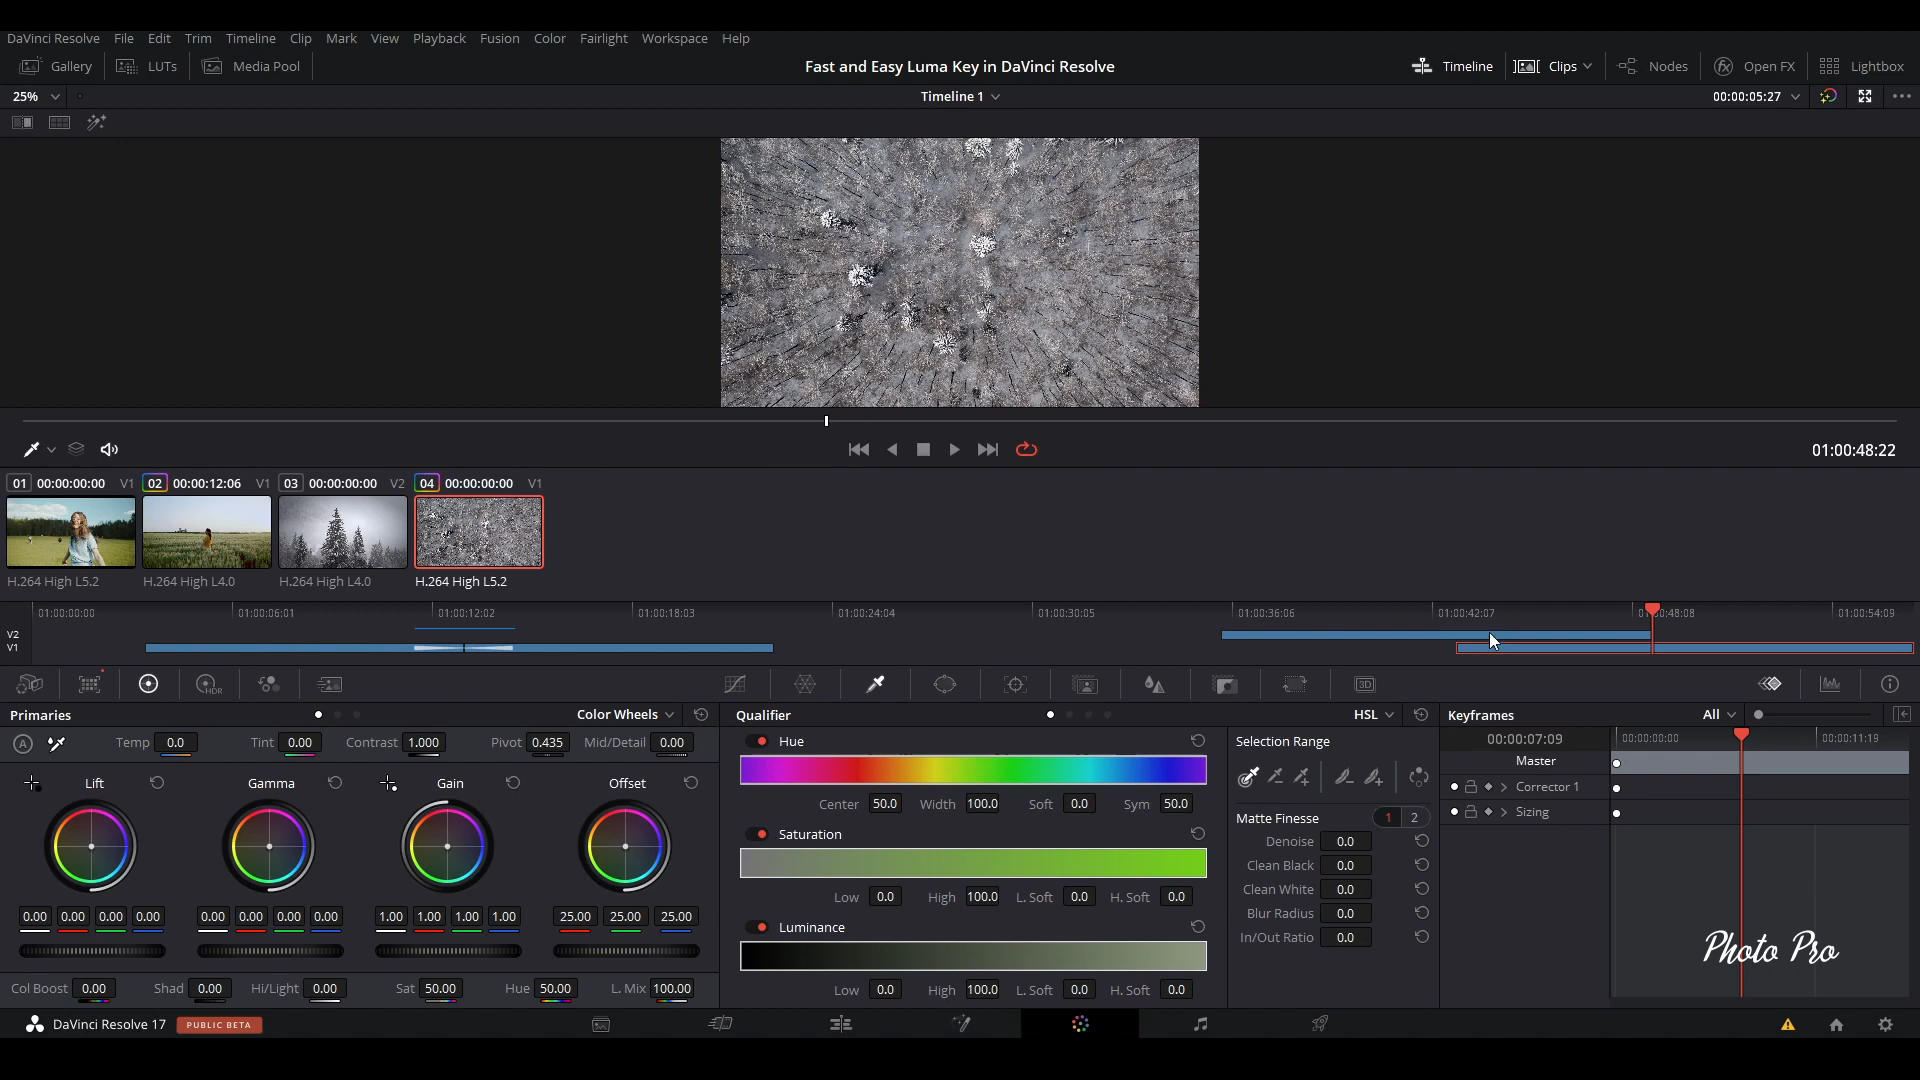 DaVinci Resolve File Edit Trim Timeline Clip Mark View Playback Fusion Color Fairlight Workspace Help
Gallery LUTs Media Pool Fast and Easy Luma Key in DaVinci Resolve Timeline Clips Nodes fx Open FX Lightbox
25% Timeline 1 00:00:05:27
01:00:48:22
01 00:00:00:00 V1 02 00:00:12:06 V1 03 00:00:00:00 V2 04 00:00:00:00 V1
H.264 High L5.2 H.264 High L4.0 H.264 High L4.0 H.264 High L5.2
01:00:00:00 01:00:06:01 01:00:12:02 01:00:18:03 01:00:24:04 01:00:30:05 01:00:36:06 01:00:42:07 01:00:48:08 01:00:54:09
V2
V1
HDR 3D
Primaries Color Wheels Qualifier HSL Keyframes All
A Temp 0.0 Tint 0.00 Contrast 1.000 Pivot 0.435 Mid/Detail 0.00 Hue Selection Range 00:00:07:09 00:00:00:00 00:00:11:19
Master
Lift Gamma Gain Offset Corrector 1
Center 50.0 Width 100.0 Soft 0.0 Sym 50.0 Matte Finesse 1 2 Sizing
Saturation Denoise 0.0
Clean Black 0.0
Low 0.0 High 100.0 L. Soft 0.0 H. Soft 0.0 Clean White 0.0
0.00 0.00 0.00 0.00 0.00 0.00 0.00 0.00 1.00 1.00 1.00 1.00 25.00 25.00 25.00 Blur Radius 0.0
Luminance In/Out Ratio 0.0
Photo Pro
Col Boost 0.00 Shad 0.00 Hi/Light 0.00 Sat 50.00 Hue 50.00 L. Mix 100.00 Low 0.0 High 100.0 L. Soft 0.0 H. Soft 0.0
DaVinci Resolve 17 PUBLIC BETA